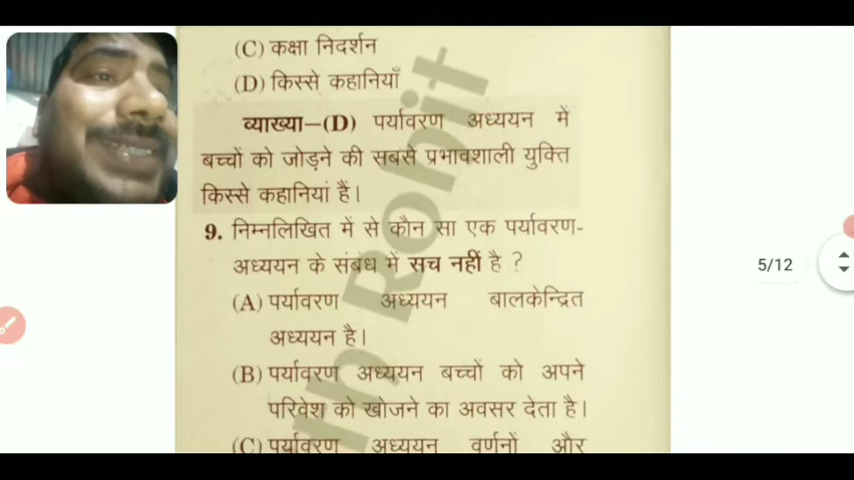 (C) कक्षा निदर्शन
(D) किस्से कहानियाँ
व्याख्या–(D) पर्यावरण अध्ययन में
बच्चों को जोड़ने की सबसे प्रभावशाली युक्ति
किस्से कहानियां हैं।
9. निम्नलिखित में से कौन सा एक पर्यावरण-
अध्ययन के संबंध में सच नहीं है ?
(A) पर्यावरण अध्ययन बालकेन्द्रित
अध्ययन है।
(B) पर्यावरण अध्ययन बच्चों को अपने
परिवेश को खोजने का अवसर देता है।
(C) पर्यावरण अध्ययन वर्णनों और
5/12
Rohit